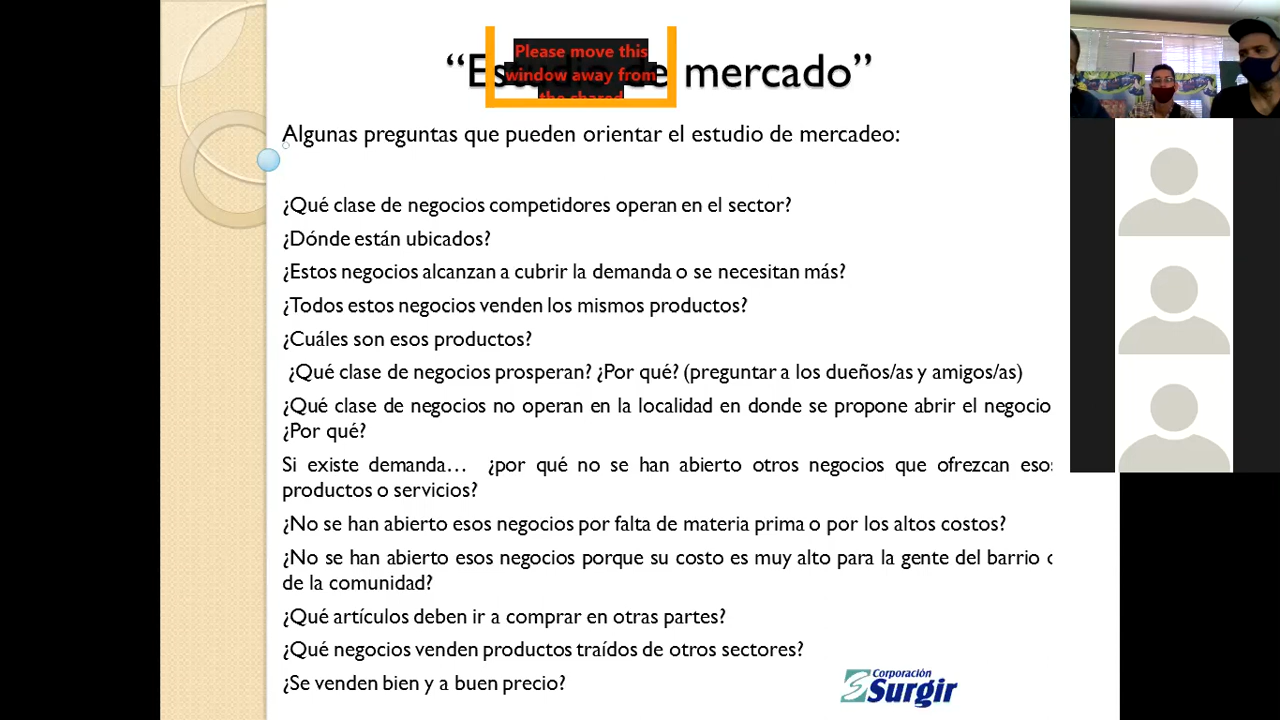 “Estudio de mercado”
Please move this
window away from
the shared
Algunas preguntas que pueden orientar el estudio de mercadeo:
¿Qué clase de negocios competidores operan en el sector?
¿Dónde están ubicados?
¿Estos negocios alcanzan a cubrir la demanda o se necesitan más?
¿Todos estos negocios venden los mismos productos?
¿Cuáles son esos productos?
¿Qué clase de negocios prosperan? ¿Por qué? (preguntar a los dueños/as y amigos/as)
¿Qué clase de negocios no operan en la localidad en donde se propone abrir el negocio
¿Por qué?
Si existe demanda… ¿por qué no se han abierto otros negocios que ofrezcan esos
productos o servicios?
¿No se han abierto esos negocios por falta de materia prima o por los altos costos?
¿No se han abierto esos negocios porque su costo es muy alto para la gente del barrio o
de la comunidad?
¿Qué artículos deben ir a comprar en otras partes?
¿Qué negocios venden productos traídos de otros sectores?
¿Se venden bien y a buen precio?
Corporación
Surgir